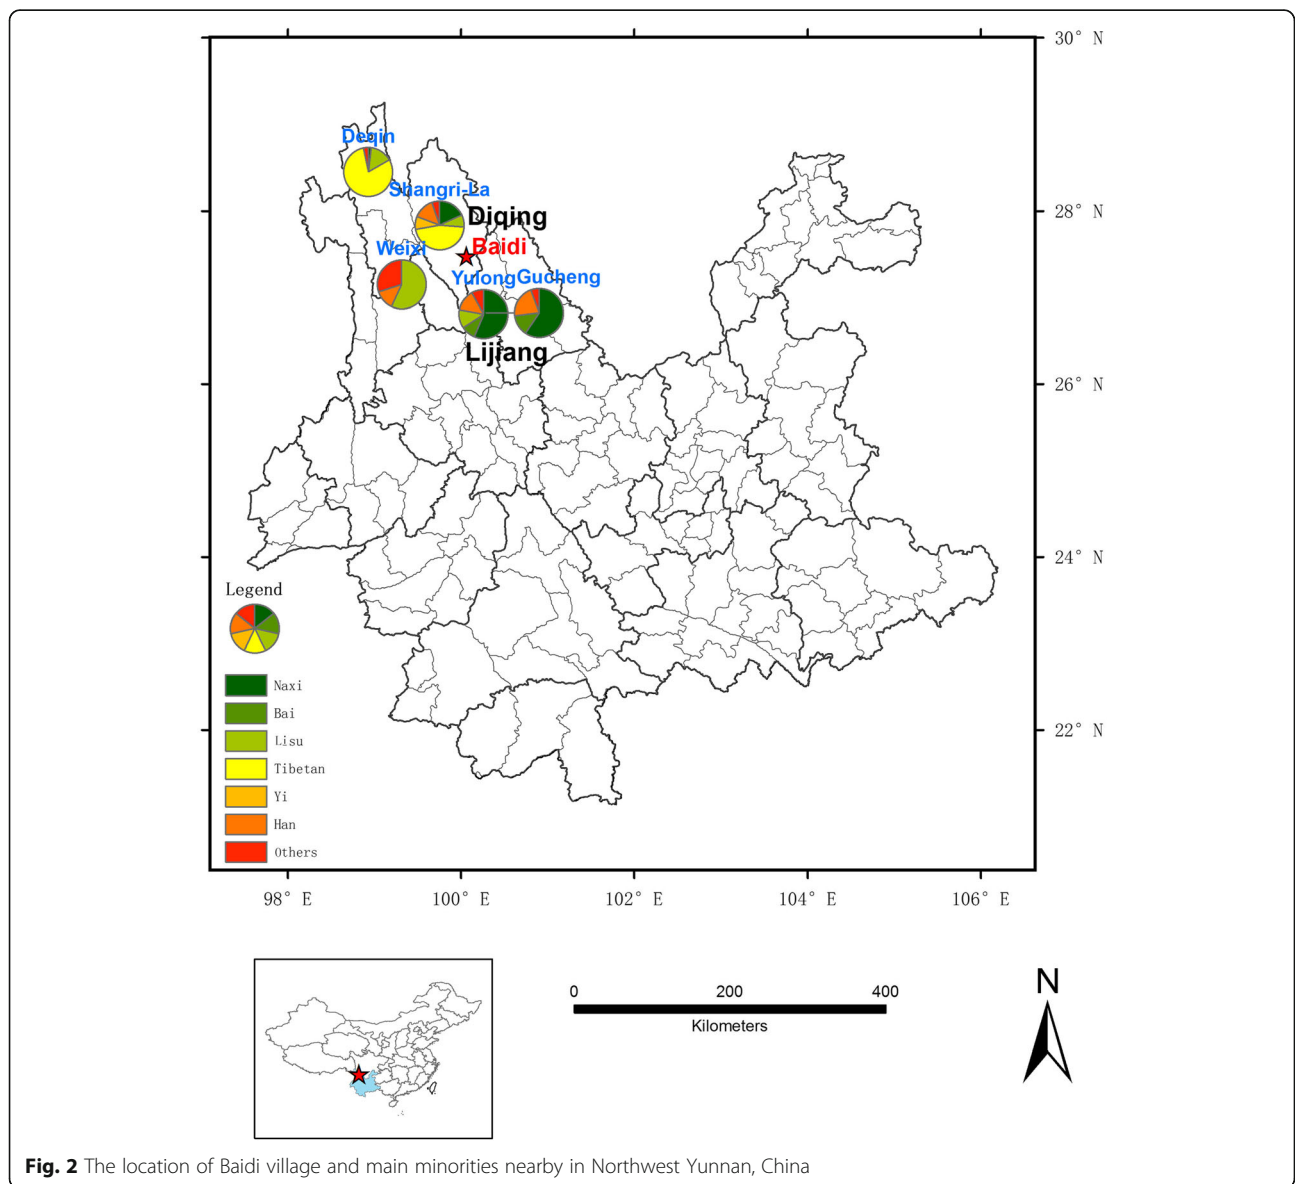 30° N
Deqin
Shangri-La
28° N
Diqing
Weixi
Baidi
Yulong
Gucheng
Lijiang
26° N
24° N
Legend
Naxi
Bai
22° N
Lisu
Tibetan
Yi
Han
Others
98° E
100° E
102° E
104° E
106° E
0
200
400
Kilometers
N
Fig. 2 The location of Baidi village and main minorities nearby in Northwest Yunnan, China